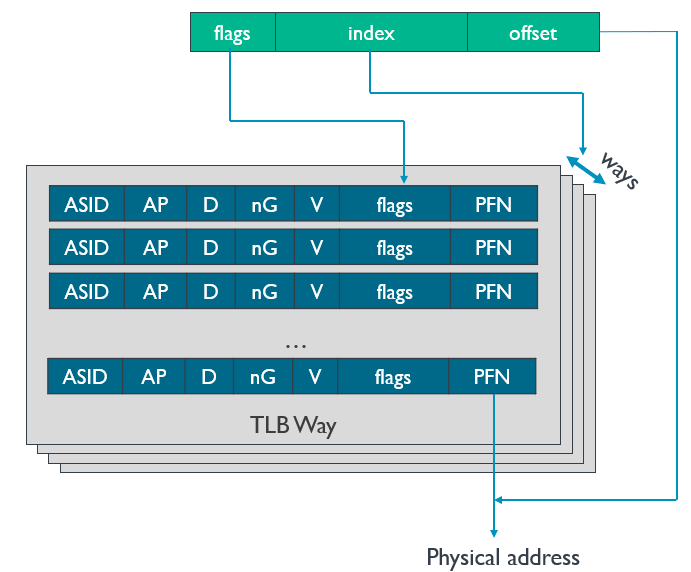 flags index offset
ways
ASID AP D nG V flags PFN
ASID AP D nG V flags PFN
ASID AP D nG V flags PFN
...
ASID AP D nG V flags PFN
TLB Way
Physical address